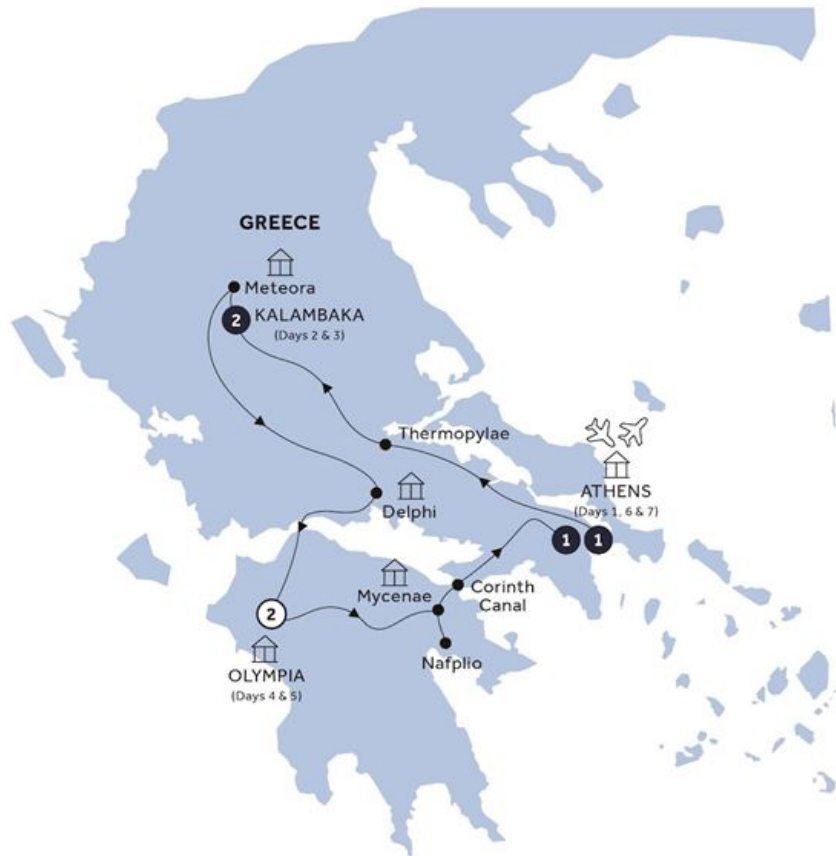 GREECE
Meteora
2
KALAMBAKA
(Days 2 & 3)
Thermopylae
ATHENS
(Days 1, 6 & 7)
Delphi
1
1
Mycenae
Corinth
Canal
2
Nafplio
OLYMPIA
(Days 4 & 5)